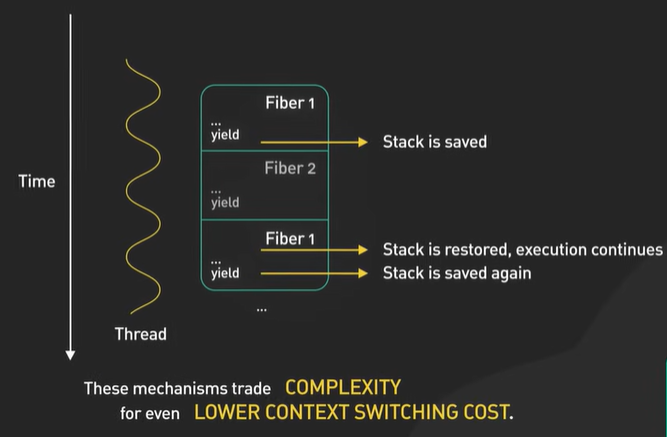 Fiber 1
...
yield
Stack is saved
Time
Fiber 2
...
yield
Fiber 1
Stack is restored, execution continues
...
yield
Stack is saved again
...
Thread
These mechanisms trade COMPLEXITY
for even LOWER CONTEXT SWITCHING COST.